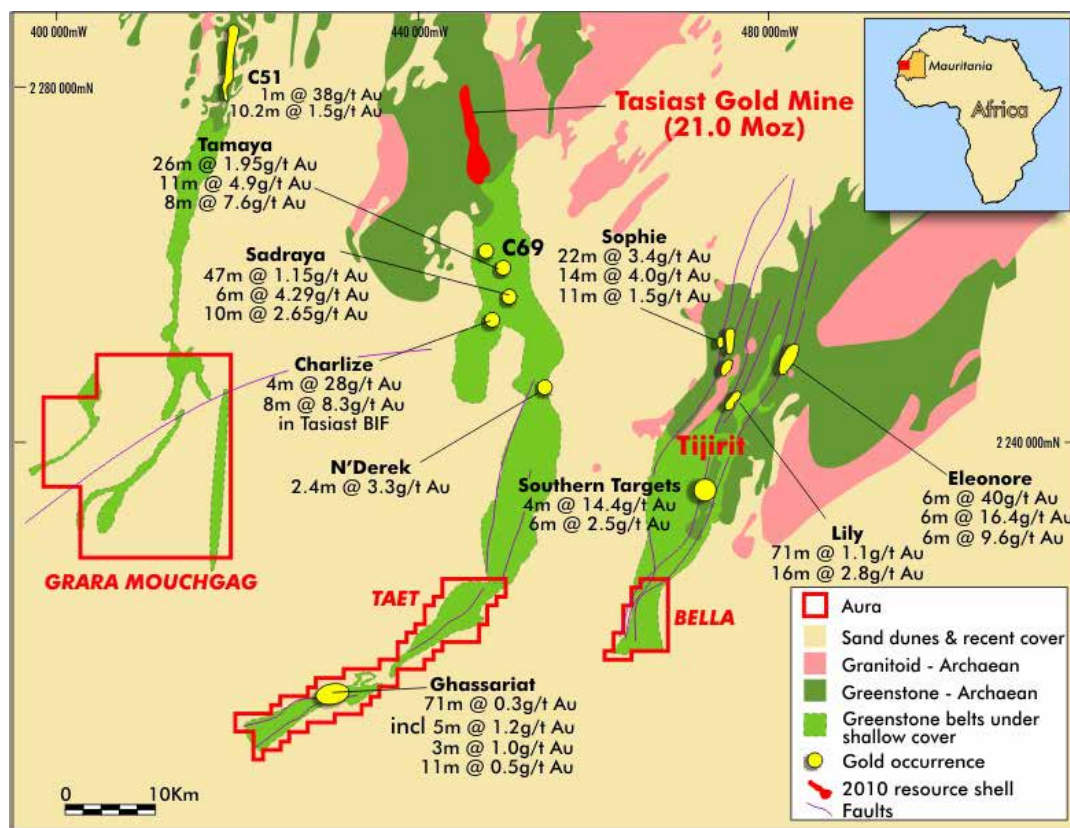 400 000mW
440 000mW
480 000mW
2 280 000mN
2 240 000mN
C51
1m @ 38g/t Au
10.2m @ 1.5g/t Au
Tamaya
26m @ 1.95g/t Au
11m @ 4.9g/t Au
8m @ 7.6g/t Au
Sadraya
47m @ 1.15g/t Au
6m @ 4.29g/t Au
10m @ 2.65g/t Au
Charlize
4m @ 28g/t Au
8m @ 8.3g/t Au
in Tasiast BIF
N'Derek
2.4m @ 3.3g/t Au
Tasiast Gold Mine
(21.0 Moz)
C69
Sophie
22m @ 3.4g/t Au
14m @ 4.0g/t Au
11m @ 1.5g/t Au
Mauritania
Africa
Tijirit
Southern Targets
4m @ 14.4g/t Au
6m @ 2.5g/t Au
Eleonore
6m @ 40g/t Au
6m @ 16.4g/t Au
6m @ 9.6g/t Au
Lily
71m @ 1.1g/t Au
16m @ 2.8g/t Au
GRARA MOUCHGAG
TAET
BELLA
Ghassariat
71m @ 0.3g/t Au
incl 5m @ 1.2g/t Au
3m @ 1.0g/t Au
11m @ 0.5g/t Au
0 10Km
Aura
Sand dunes & recent cover
Granitoid - Archaean
Greenstone - Archaean
Greenstone belts under
shallow cover
Gold occurrence
2010 resource shell
Faults